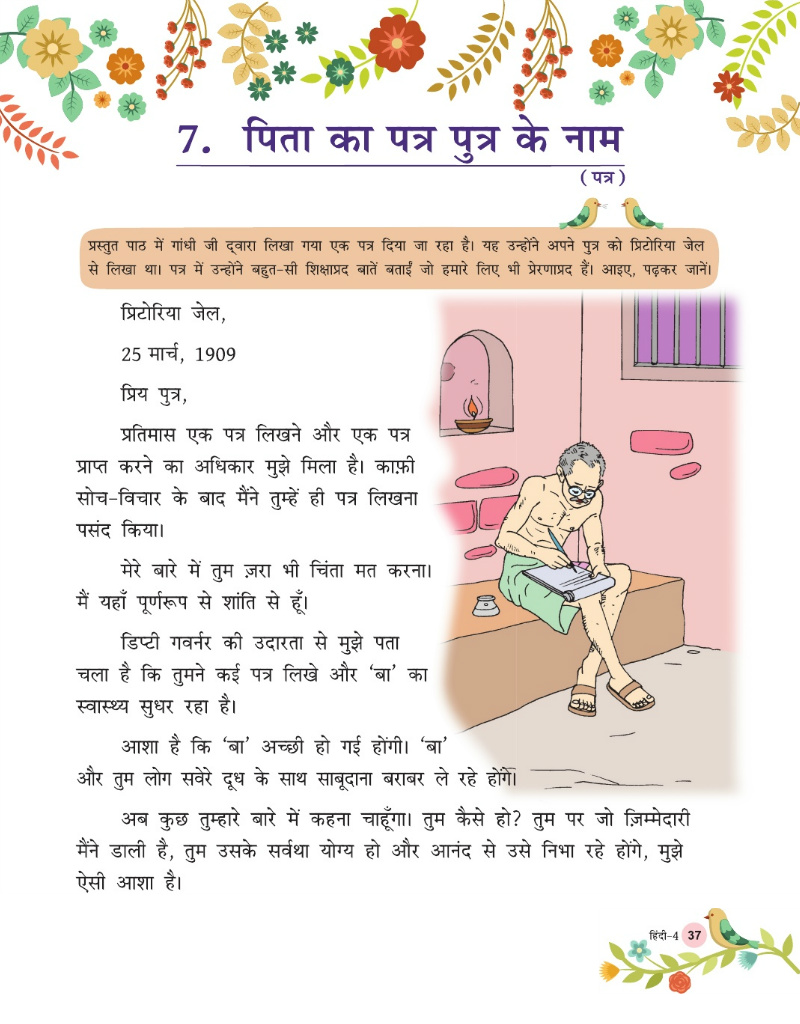 7. पिता का पत्र पुत्र के नाम
( पत्र )
प्रस्तुत पाठ में गांधी जी द्वारा लिखा गया एक पत्र दिया जा रहा है। यह उन्होंने अपने पुत्र को प्रिटोरिया जेल
से लिखा था। पत्र में उन्होंने बहुत-सी शिक्षाप्रद बातें बताईं जो हमारे लिए भी प्रेरणाप्रद हैं। आइए, पढ़कर जानें।
प्रिटोरिया जेल,
25 मार्च, 1909
प्रिय पुत्र,
प्रतिमास एक पत्र लिखने और एक पत्र
प्राप्त करने का अधिकार मुझे मिला है। काफ़ी
सोच-विचार के बाद मैंने तुम्हें ही पत्र लिखना
पसंद किया।
मेरे बारे में तुम ज़रा भी चिंता मत करना।
मैं यहाँ पूर्णरूप से शांति से हूँ।
डिप्टी गवर्नर की उदारता से मुझे पता
चला है कि तुमने कई पत्र लिखे और ‘बा’ का
स्वास्थ्य सुधर रहा है।
आशा है कि ‘बा’ अच्छी हो गई होंगी। ‘बा’
और तुम लोग सवेरे दूध के साथ साबूदाना बराबर ले रहे होंगे।
अब कुछ तुम्हारे बारे में कहना चाहूँगा। तुम कैसे हो? तुम पर जो ज़िम्मेदारी
मैंने डाली है, तुम उसके सर्वथा योग्य हो और आनंद से उसे निभा रहे होंगे, मुझे
ऐसी आशा है।
हिंदी-4 37